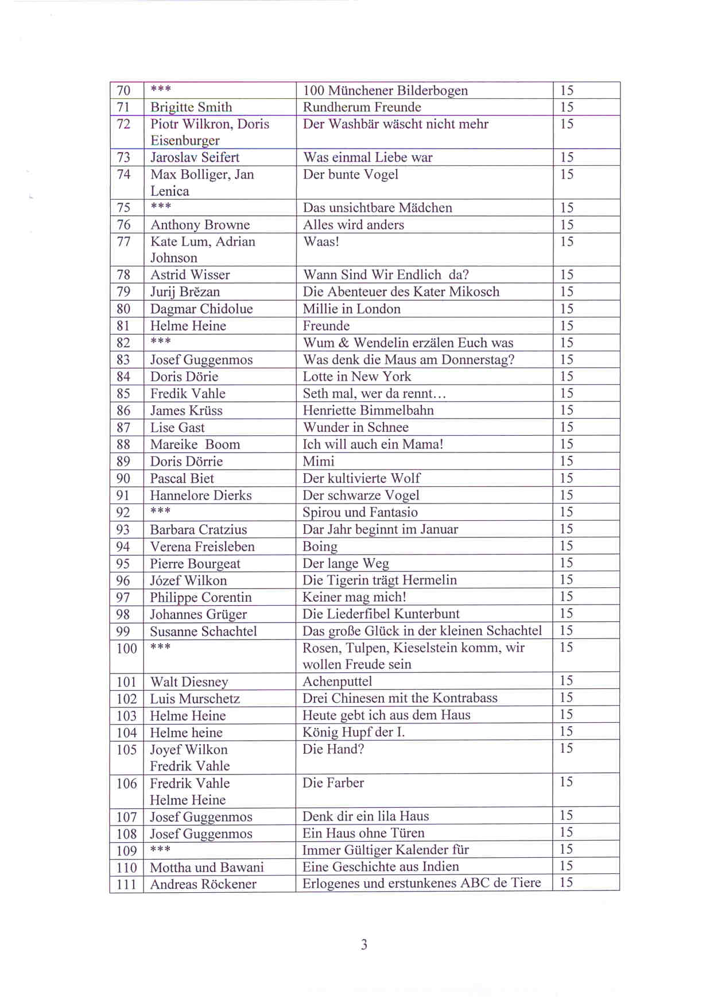 70 *** 100 Münchener Bilderbogen 15
71 Brigitte Smith Rundherum Freunde 15
72 Piotr Wilkron, Doris Der Washbär wäscht nicht mehr 15
Eisenburger
73 Jaroslav Seifert Was einmal Liebe war 15
74 Max Bolliger, Jan Der bunte Vogel 15
Lenica
75 *** Das unsichtbare Mädchen 15
76 Anthony Browne Alles wird anders 15
77 Kate Lum, Adrian Waas! 15
Johnson
78 Astrid Wisser Wann Sind Wir Endlich da? 15
79 Jurij Brězan Die Abenteuer des Kater Mikosch 15
80 Dagmar Chidolue Millie in London 15
81 Helme Heine Freunde 15
82 *** Wum & Wendelin erzälen Euch was 15
83 Josef Guggenmos Was denk die Maus am Donnerstag? 15
84 Doris Dörie Lotte in New York 15
85 Fredik Vahle Seth mal, wer da rennt… 15
86 James Krüss Henriette Bimmelbahn 15
87 Lise Gast Wunder in Schnee 15
88 Mareike Boom Ich will auch ein Mama! 15
89 Doris Dörrie Mimi 15
90 Pascal Biet Der kultivierte Wolf 15
91 Hannelore Dierks Der schwarze Vogel 15
92 *** Spirou und Fantasio 15
93 Barbara Cratzius Dar Jahr beginnt im Januar 15
94 Verena Freisleben Boing 15
95 Pierre Bourgeat Der lange Weg 15
96 Józef Wilkon Die Tigerin trägt Hermelin 15
97 Philippe Corentin Keiner mag mich! 15
98 Johannes Grüger Die Liederfibel Kunterbunt 15
99 Susanne Schachtel Das große Glück in der kleinen Schachtel 15
100 *** Rosen, Tulpen, Kieselstein komm, wir 15
wollen Freude sein
101 Walt Diesney Achenputtel 15
102 Luis Murschetz Drei Chinesen mit the Kontrabass 15
103 Helme Heine Heute gebt ich aus dem Haus 15
104 Helme heine König Hupf der I. 15
105 Joyef Wilkon Die Hand? 15
Fredrik Vahle
106 Fredrik Vahle Die Farber 15
Helme Heine
107 Josef Guggenmos Denk dir ein lila Haus 15
108 Josef Guggenmos Ein Haus ohne Türen 15
109 *** Immer Gültiger Kalender für 15
110 Mottha und Bawani Eine Geschichte aus Indien 15
111 Andreas Röckener Erlogenes und erstunkenes ABC de Tiere 15
3